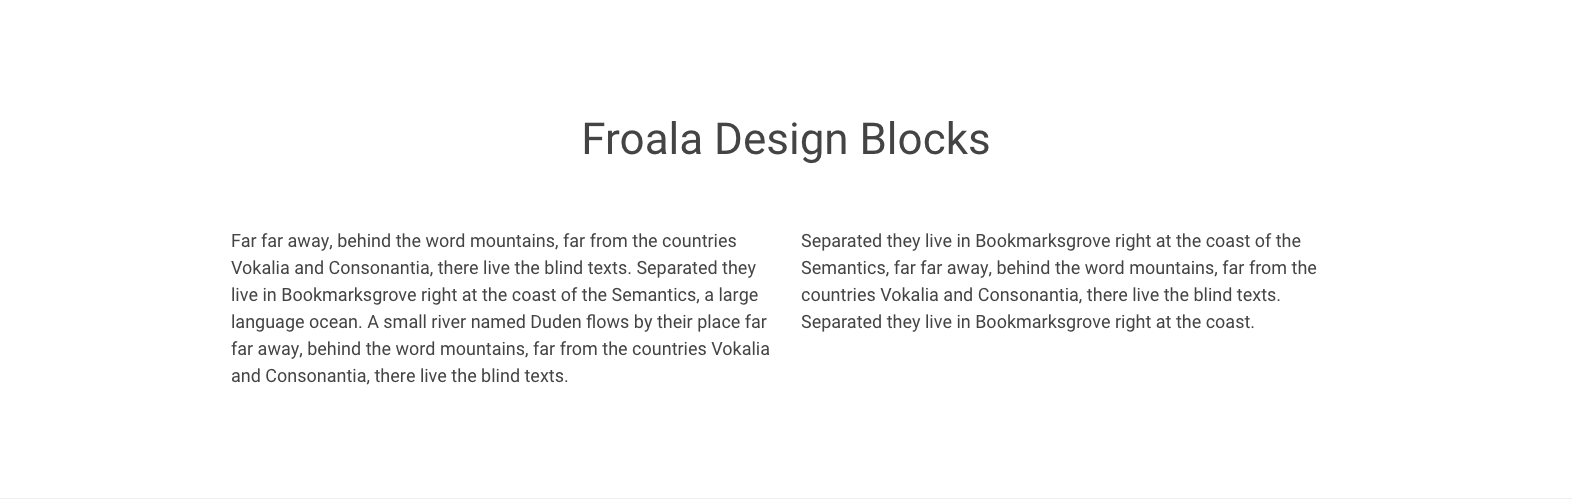 Froala Design Blocks
Far far away, behind the word mountains, far from the countries
Vokalia and Consonantia, there live the blind texts. Separated they
live in Bookmarksgrove right at the coast of the Semantics, a large
language ocean. A small river named Duden flows by their place far
far away, behind the word mountains, far from the countries Vokalia
and Consonantia, there live the blind texts.
Separated they live in Bookmarksgrove right at the coast of the
Semantics, far far away, behind the word mountains, far from the
countries Vokalia and Consonantia, there live the blind texts.
Separated they live in Bookmarksgrove right at the coast.